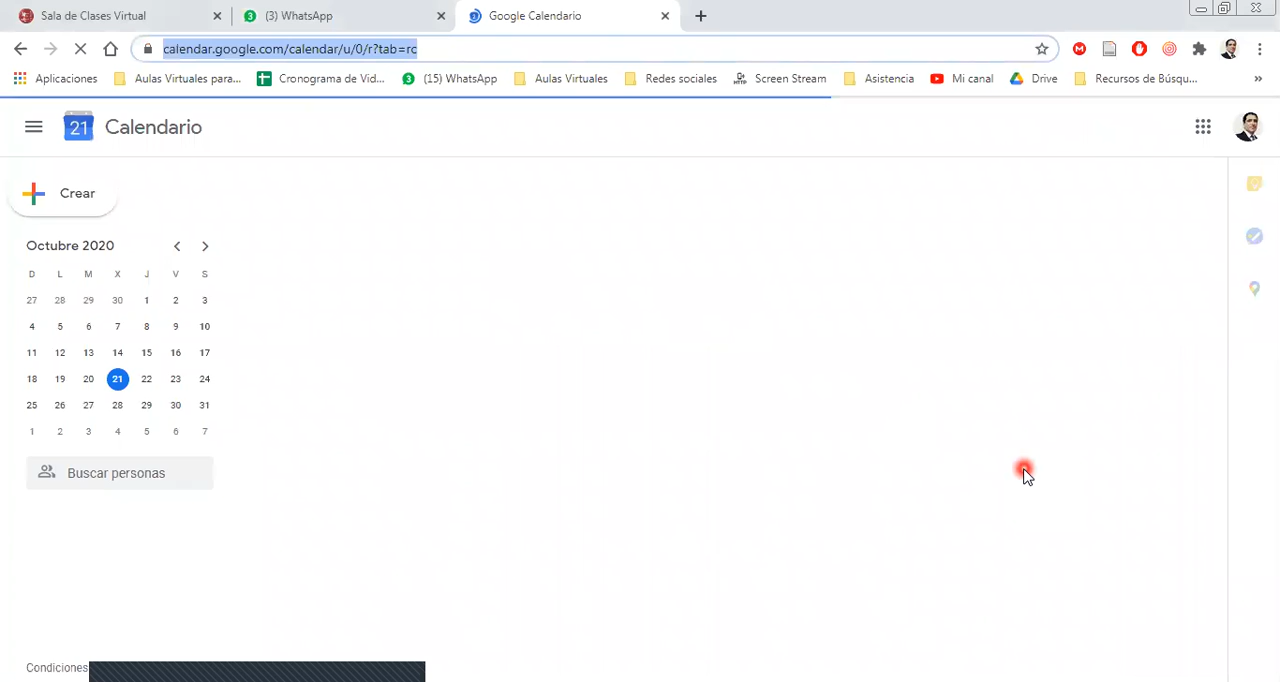 Sala de Clases Virtual
(3) WhatsApp
Google Calendario
calendar.google.com/calendar/u/0/r?tab=rc
Aplicaciones
Aulas Virtuales para...
Cronograma de Vid...
(15) WhatsApp
Aulas Virtuales
Redes sociales
HTTP
Screen Stream
Asistencia
Mi canal
Drive
Recursos de Búsqu...
»
21
Calendario
Crear
Octubre 2020
D L M X J V S
27 28 29 30 1 2 3
4 5 6 7 8 9 10
11 12 13 14 15 16 17
18 19 20 21 22 23 24
25 26 27 28 29 30 31
1 2 3 4 5 6 7
Buscar personas
Condiciones